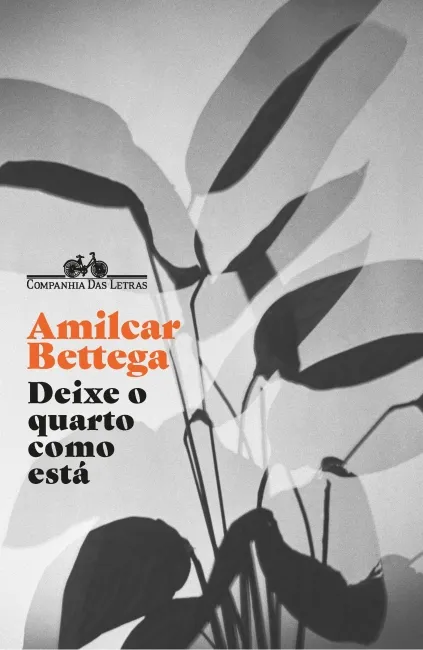 COMPANHIA DAS LETRAS
Amilcar
Bettega
Deixe o
quarto
como
está